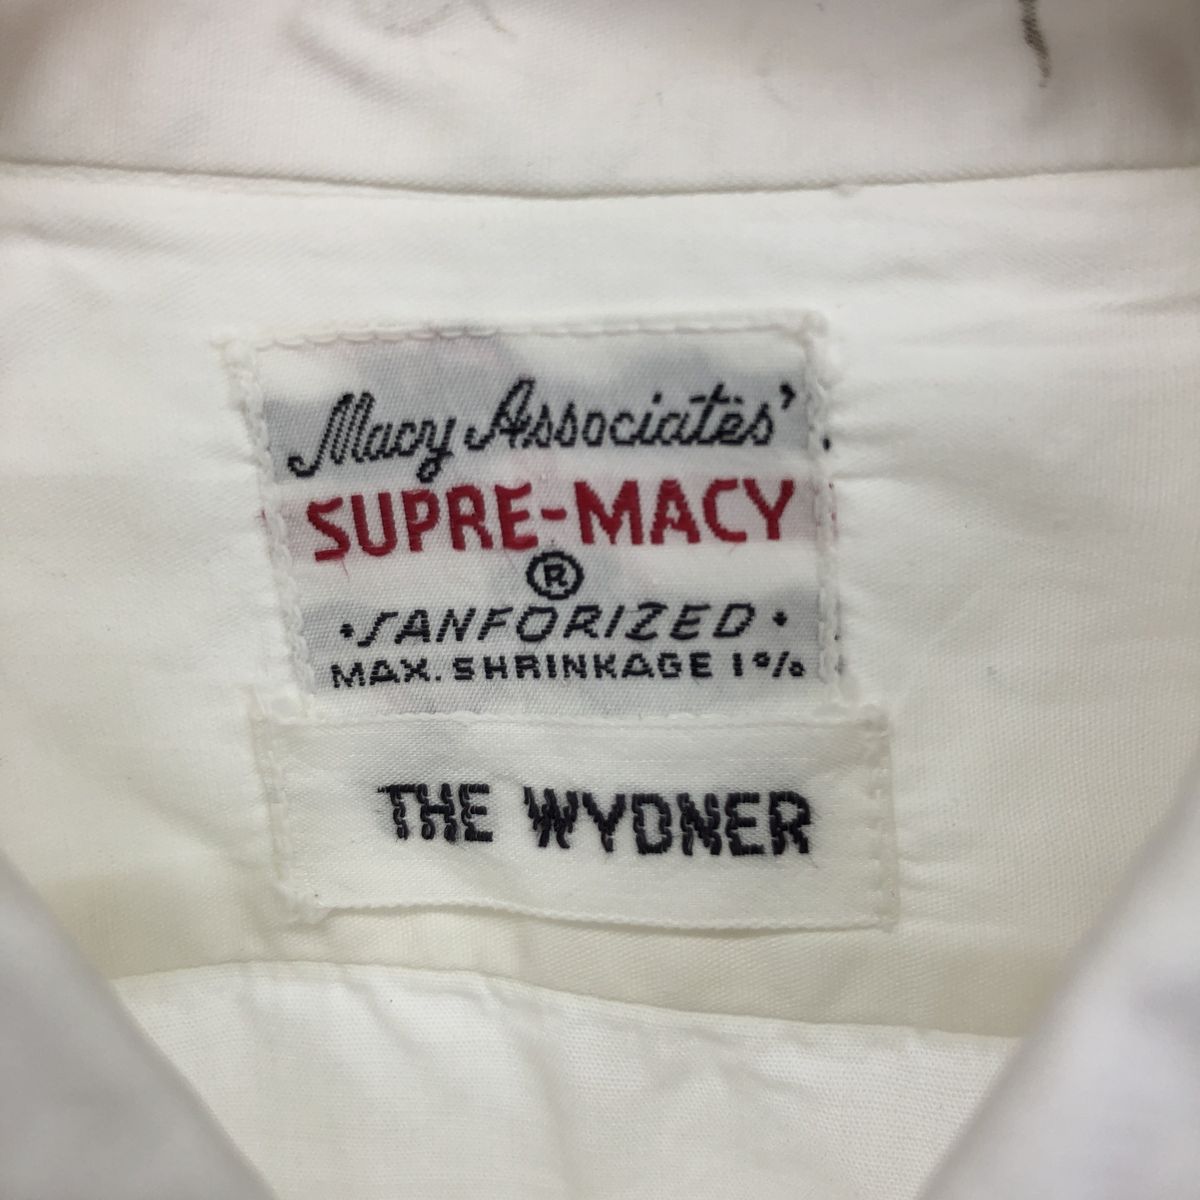 Macy Associates'
SUPRE-MACY
®
·SANFORIZED·
MAX. SHRINKAGE 1%
THE WYDNER